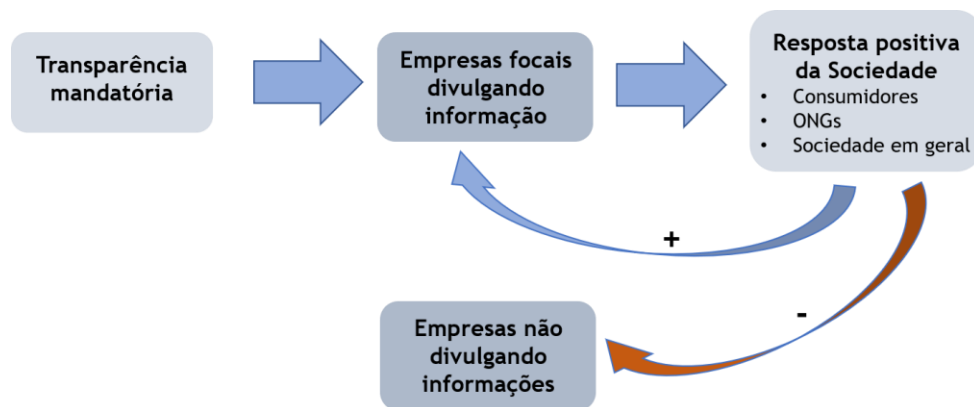 Transparência
mandatória
Empresas focais
divulgando
informação
Resposta positiva
da Sociedade
• Consumidores
• ONGs
• Sociedade em geral
+
-
Empresas não
divulgando
informações